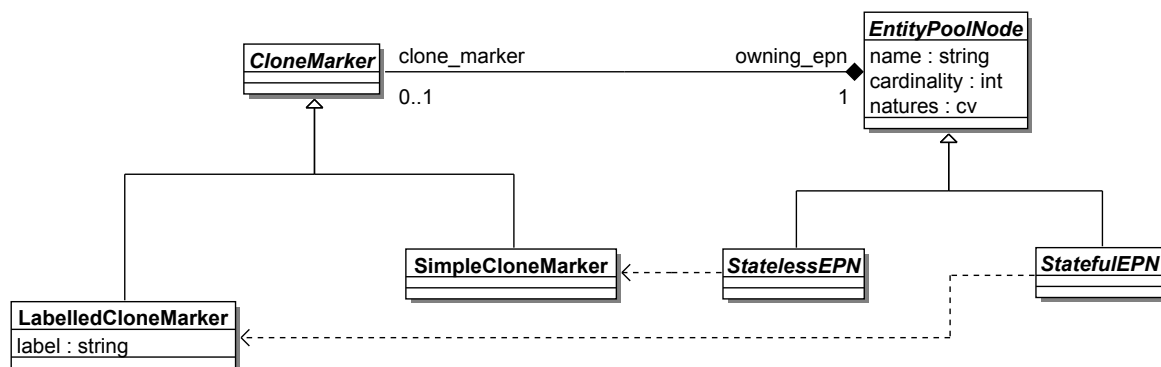 EntityPoolNode
CloneMarker
clone_marker
owning_epn
name : string
cardinality : int
0..1
1
natures : cv
SimpleCloneMarker
StatelessEPN
StatefulEPN
LabelledCloneMarker
label : string